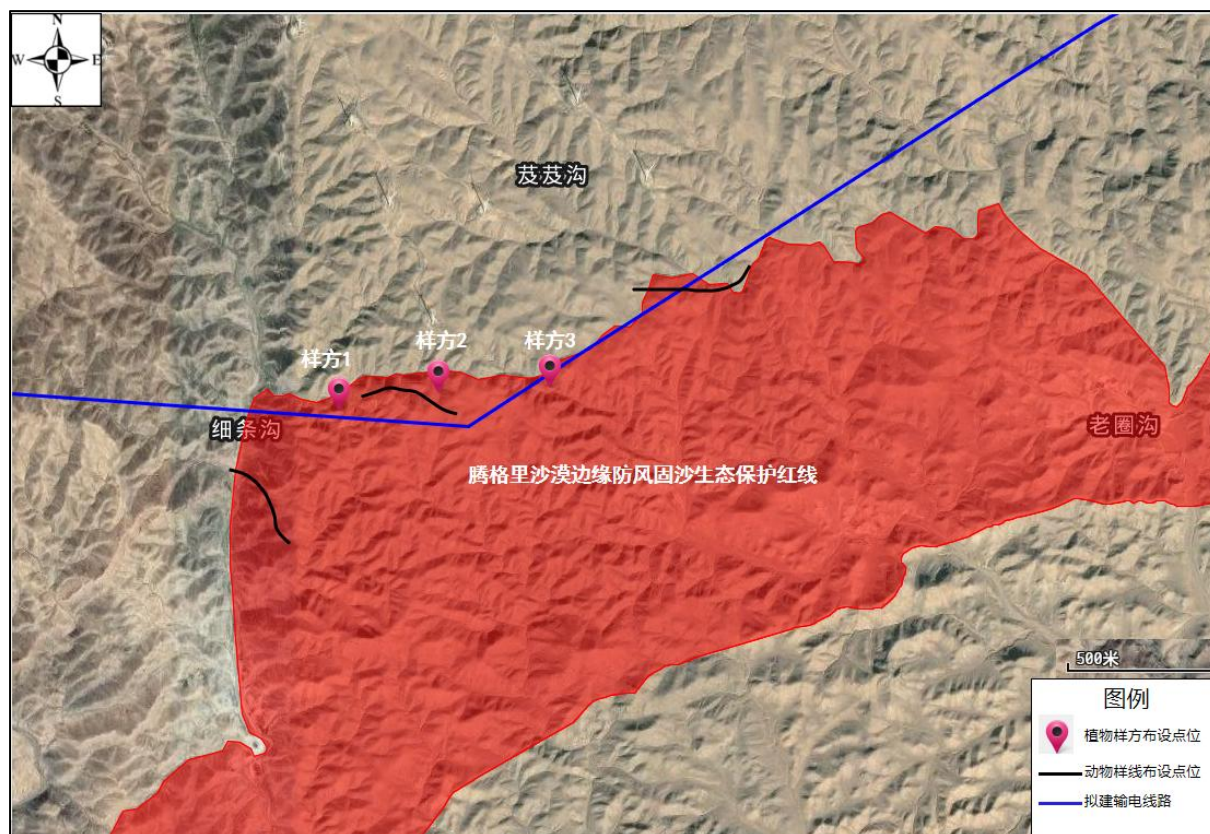 N
W E
S
芨芨沟
样方1
样方2
样方3
细条沟
老圈沟
腾格里沙漠边缘防风固沙生态保护红线
500米
图例
植物样方布设点位
动物样线布设点位
拟建输电线路